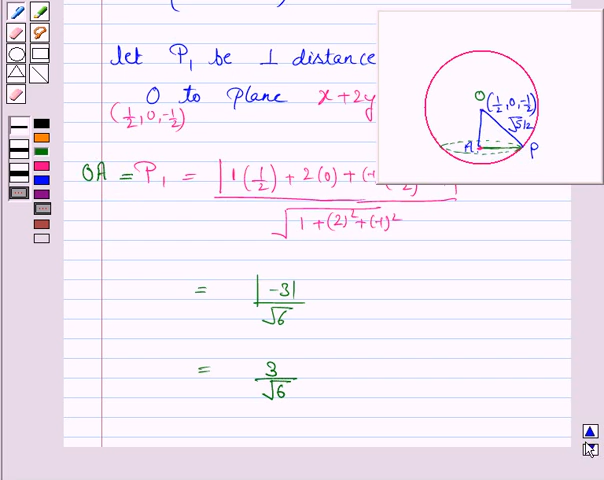 let P₁ be ⊥ distance
O to plane x+2y
(1/2, 0, -1/2)
O (1/2, 0, -1/2)
√5/2
A P
OA = P₁ = |1(1/2) + 2(0) + (-1
√1 + (2)² + (-1)²
= |-3| / √6
= 3 / √6